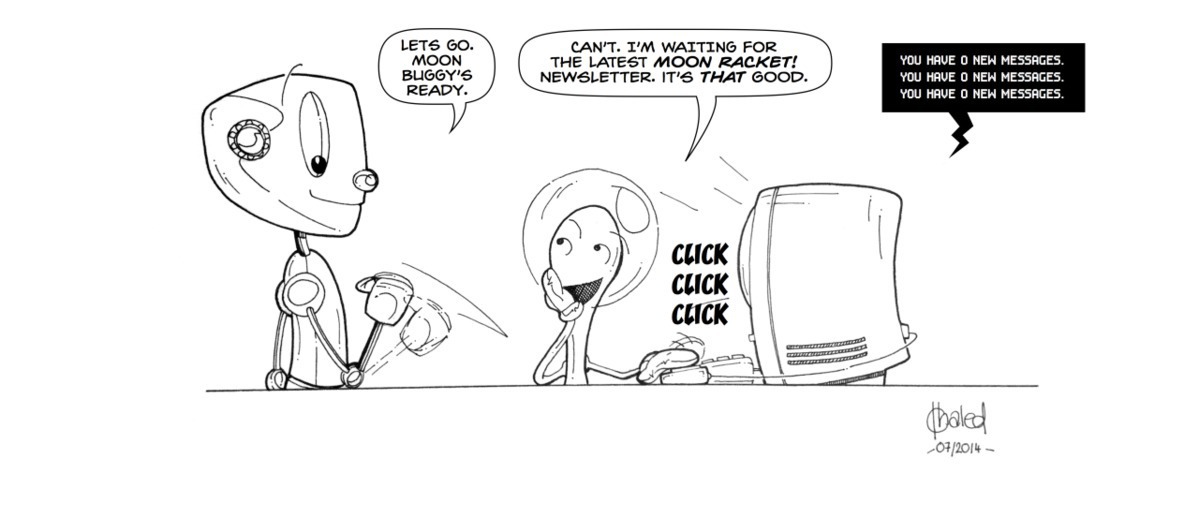 LETS GO.
MOON
BUGGY'S
READY.
CAN'T. I'M WAITING FOR
THE LATEST MOON RACKET!
NEWSLETTER. IT'S THAT GOOD.
YOU HAVE 0 NEW MESSAGES.
YOU HAVE 0 NEW MESSAGES.
YOU HAVE 0 NEW MESSAGES.
CLICK
CLICK
CLICK
Khaled
-07/2014-